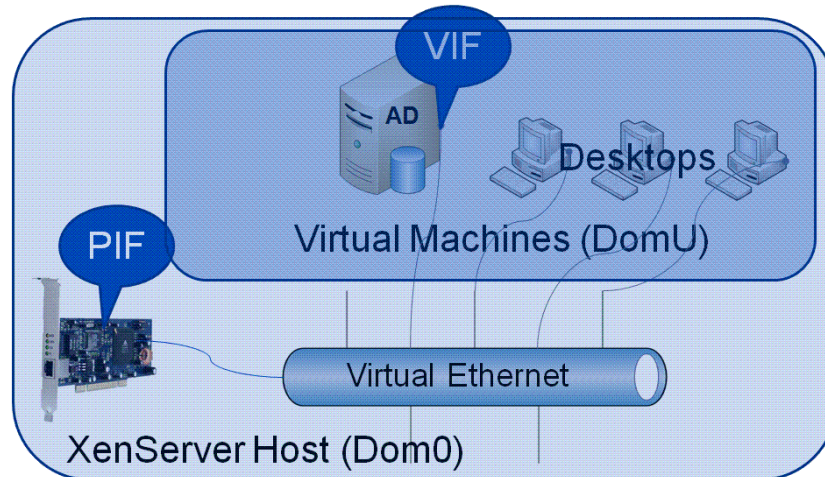 VIF
AD
Desktops
Virtual Machines (DomU)
PIF
Virtual Ethernet
XenServer Host (Dom0)